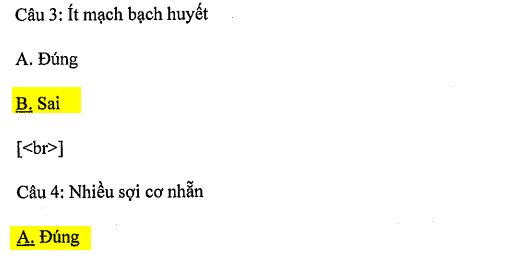 Câu 3: Ít mạch bạch huyết
A. Đúng
B. Sai
[<br>]
Câu 4: Nhiều sợi cơ nhẵn
A. Đúng